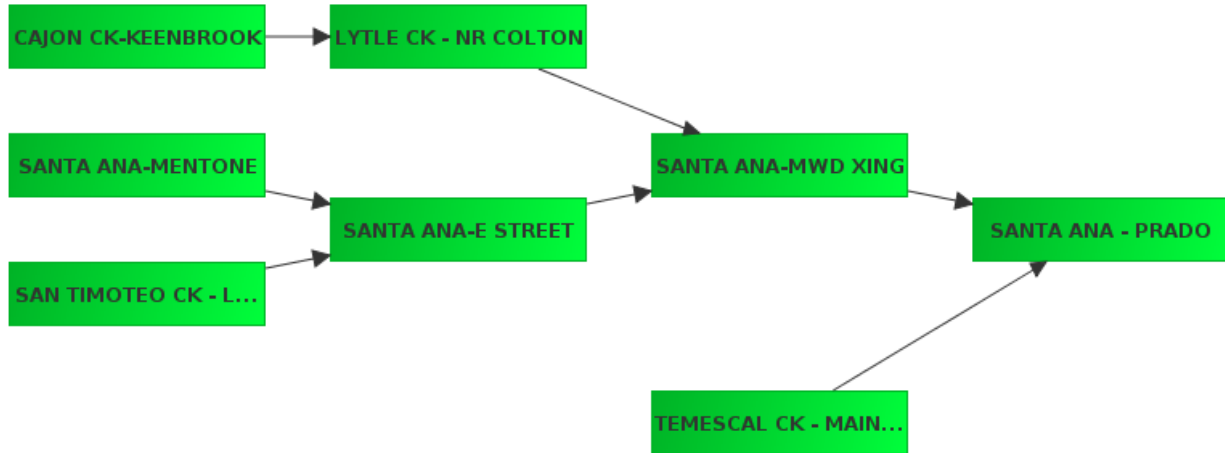 CAJON CK-KEENBROOK
LYTLE CK - NR COLTON
SANTA ANA-MENTONE
SANTA ANA-MWD XING
SANTA ANA-E STREET
SANTA ANA - PRADO
SAN TIMOTEO CK - L...
TEMESCAL CK - MAIN...